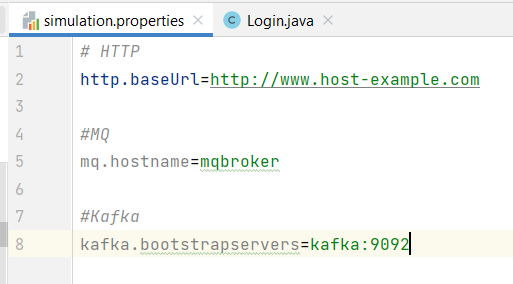 simulation.properties
Login.java
1 # HTTP
2 http.baseUrl=http://www.host-example.com
3
4 #MQ
5 mq.hostname=mqbroker
6
7 #Kafka
8 kafka.bootstrapservers=kafka:9092